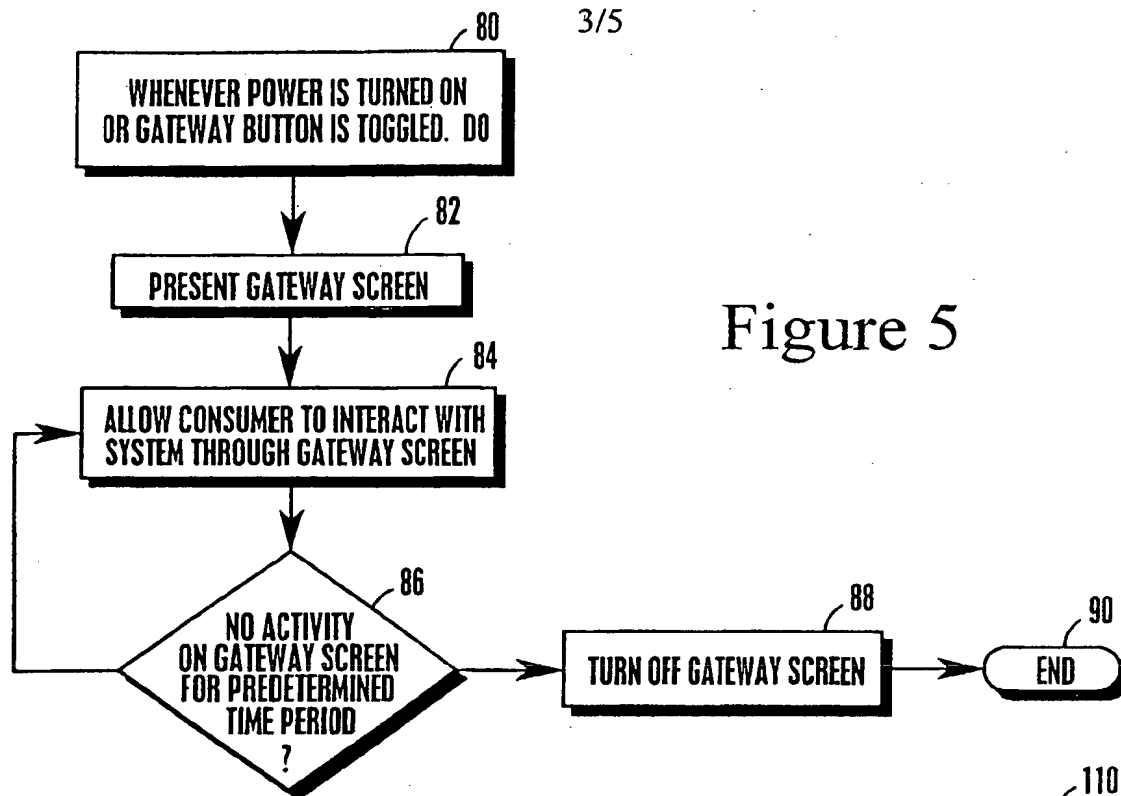 3/5
80
WHENEVER POWER IS TURNED ON
OR GATEWAY BUTTON IS TOGGLED. DO
82
PRESENT GATEWAY SCREEN
Figure 5
84
ALLOW CONSUMER TO INTERACT WITH
SYSTEM THROUGH GATEWAY SCREEN
86
NO ACTIVITY
ON GATEWAY SCREEN
FOR PREDETERMINED
TIME PERIOD
?
88
TURN OFF GATEWAY SCREEN
90
END
110